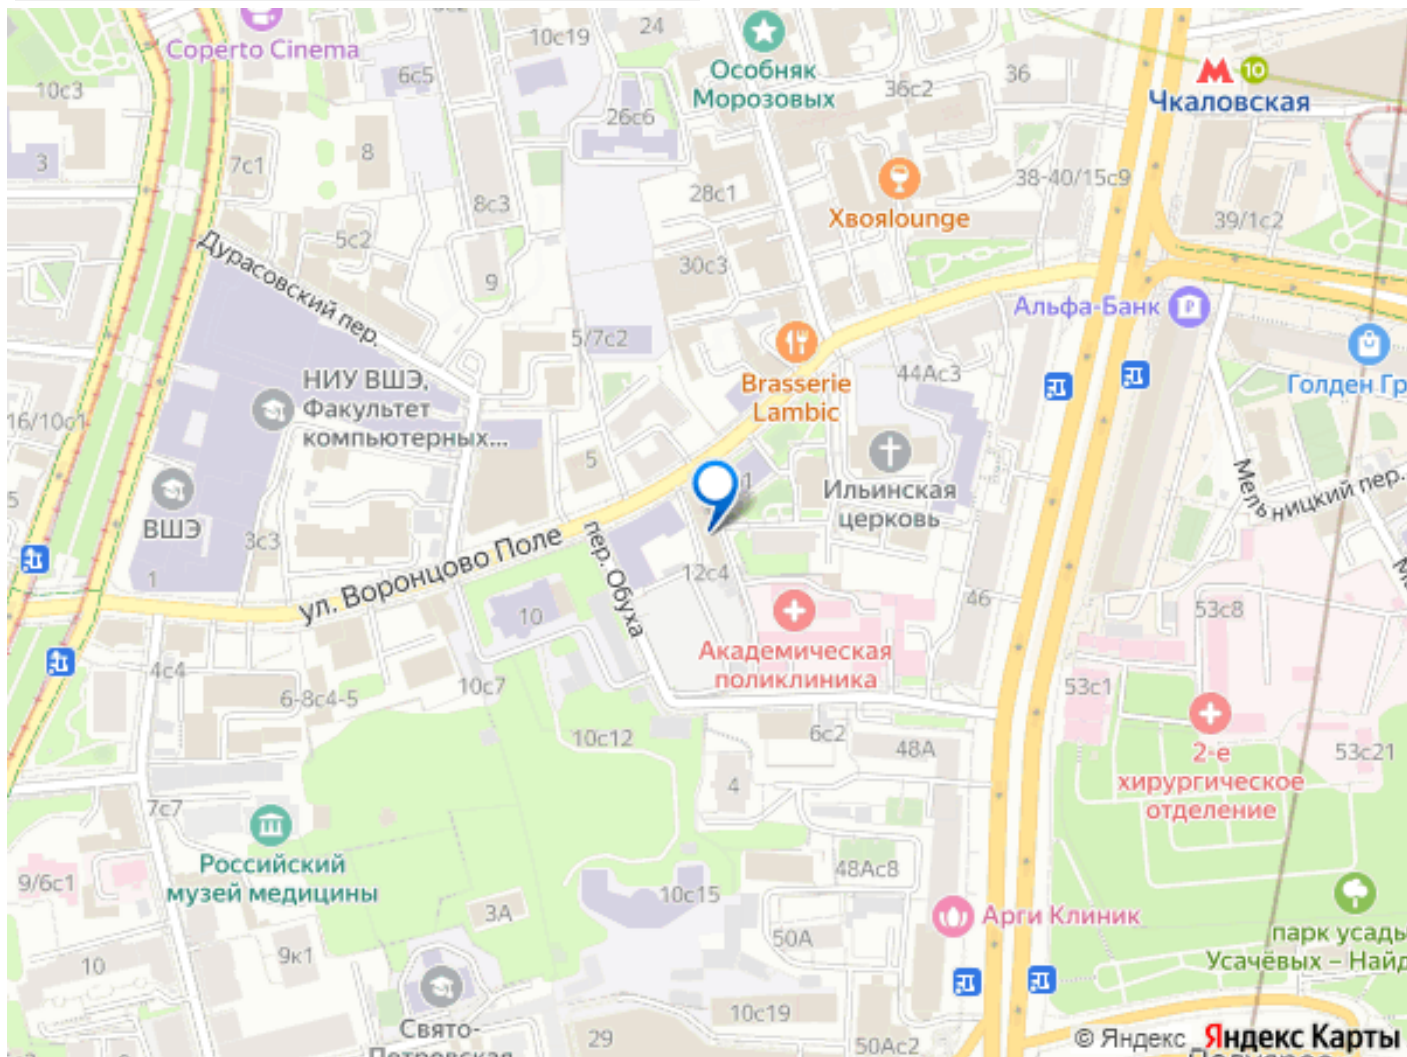 Coperto Cinema
10с3
3
6с5
6с2
10с19
24
Особняк
Морозовых
36с2
36
10
Чкаловская
26с6
7с1
8
8с3
28с1
Хвояlounge
38-40/15с9
39/1с2
Дурасовский пер.
5с2
9
30с3
5/7с2
Альфа-Банк
Brasserie
Lambic
44Ас3
Голден Гр
НИУ ВШЭ,
Факультет
компьютерных...
16/10с1
5
5
ВШЭ
3с3
1
Ильинская
церковь
Мельницкий пер.
ул. Воронцово Поле
пер. Обуха
12с4
10
Академическая
поликлиника
46
53с8
4с4
6-8с4-5
10с7
10с12
6с2
48А
53с1
2-е
хирургическое
отделение
53с21
4
7с7
Российский
музей медицины
9/6с1
3А
10с15
48Ас8
Арги Клиник
50А
парк усадь
Усачёвых – Найд
9к1
10
Свято-
Петровская
29
10с19
50Ас2
© Яндекс Яндекс Карты